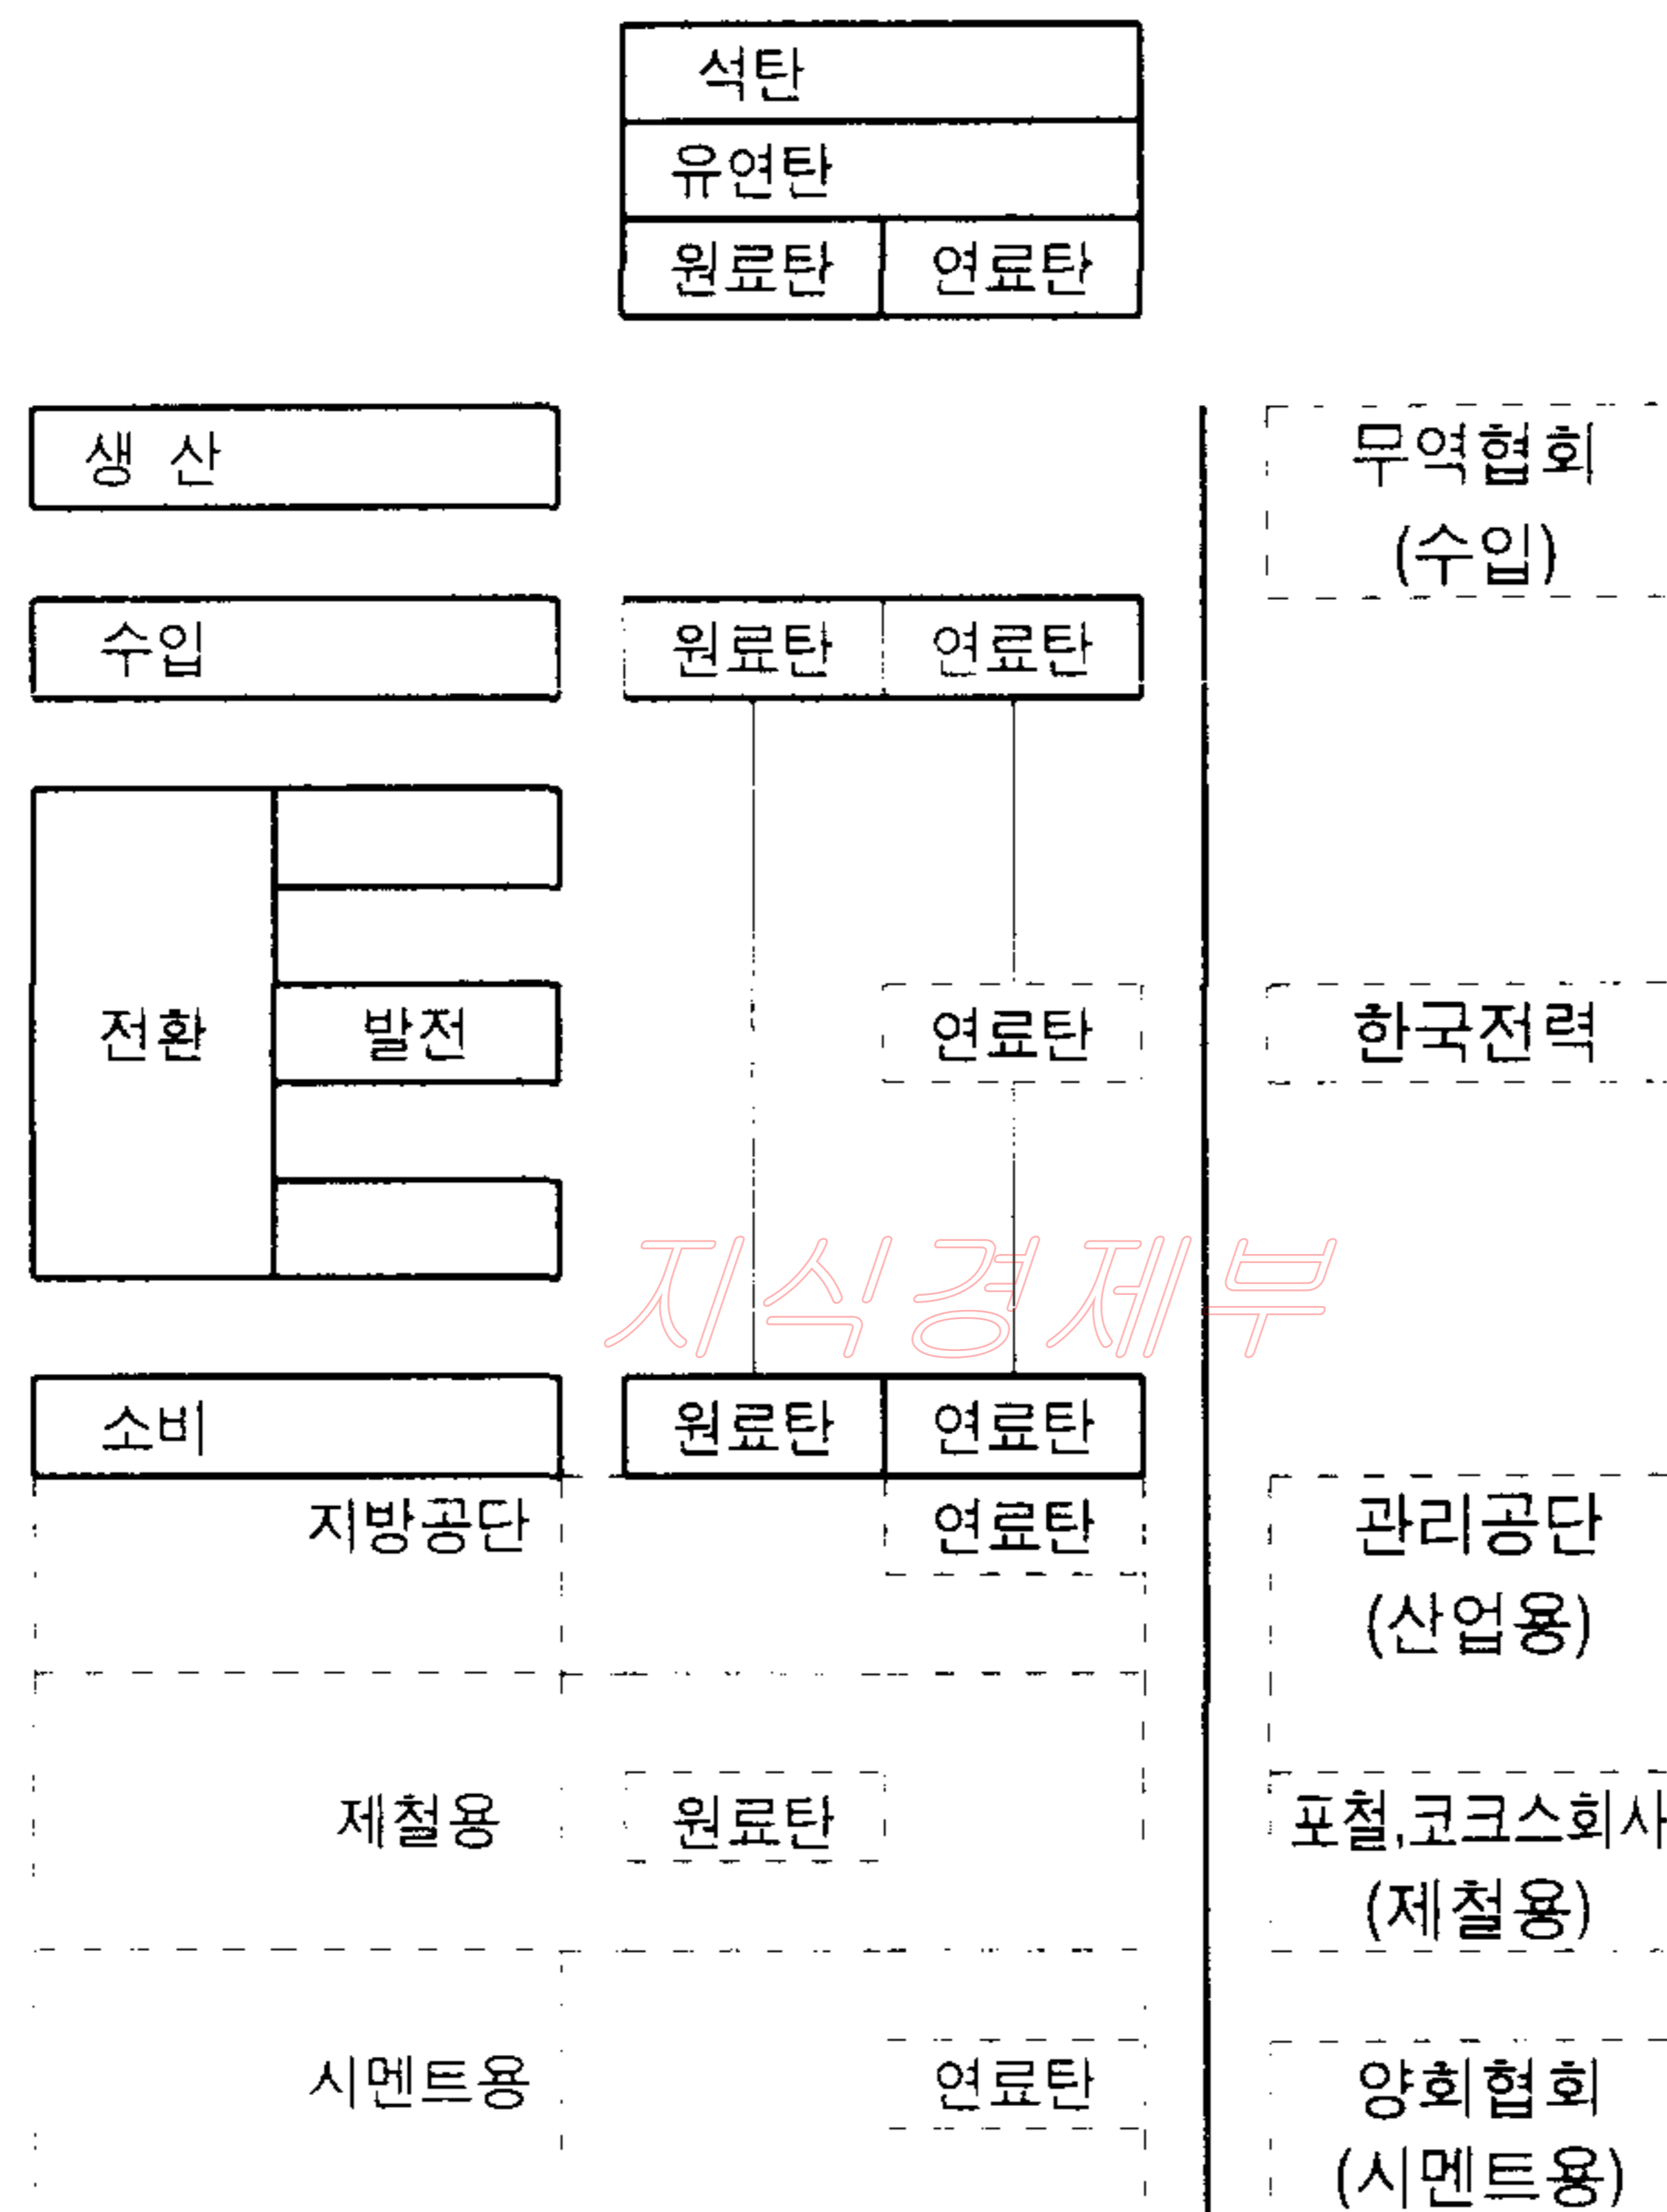 석탄
유연탄
원료탄 연료탄
생 산 무역협회
(수입)
수입 원료탄 연료탄
전환 발전 연료탄 한국전력
지식경제부
소비 원료탄 연료탄
지방공단 연료탄 관리공단
(산업용)
제철용 원료탄 포철,코크스회사
(제철용)
시멘트용 연료탄 양회협회
(시멘트용)